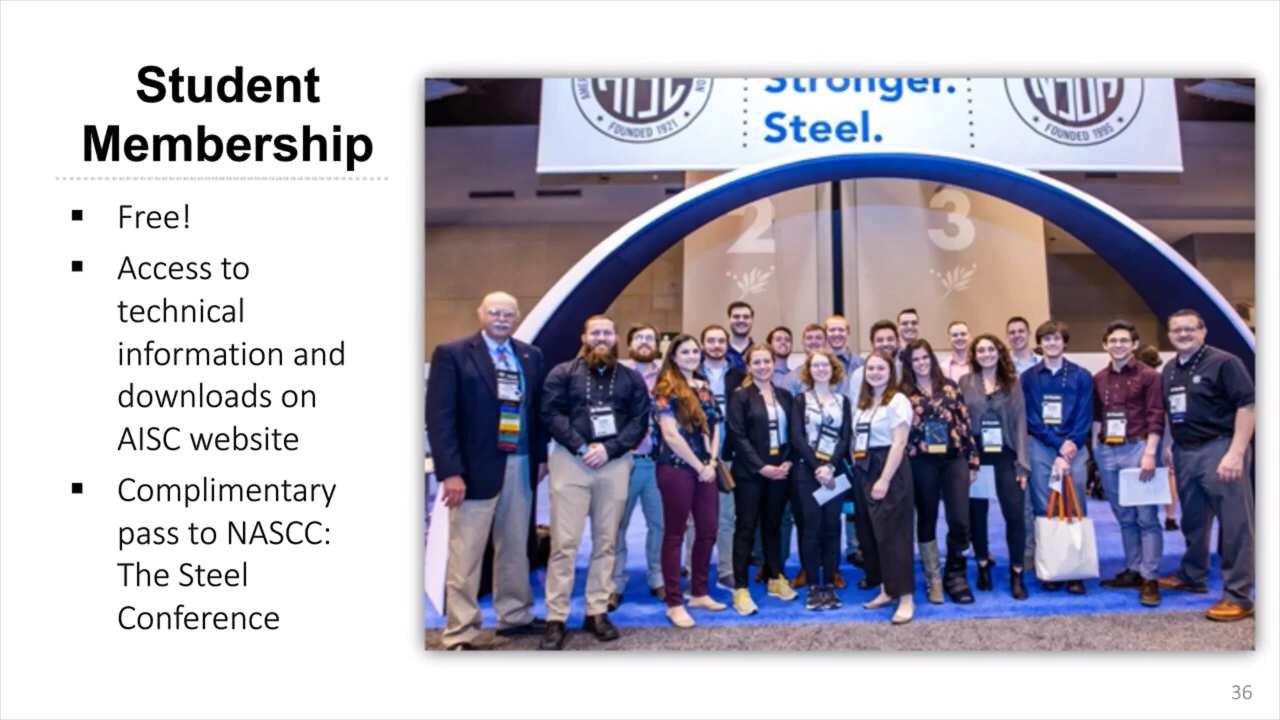 Student
Membership
▪ Free!
▪ Access to
technical
information and
downloads on
AISC website
▪ Complimentary
pass to NASCC:
The Steel
Conference
Stronger.
Steel.
FOUNDED 1921
FOUNDED 1995
2
3
36